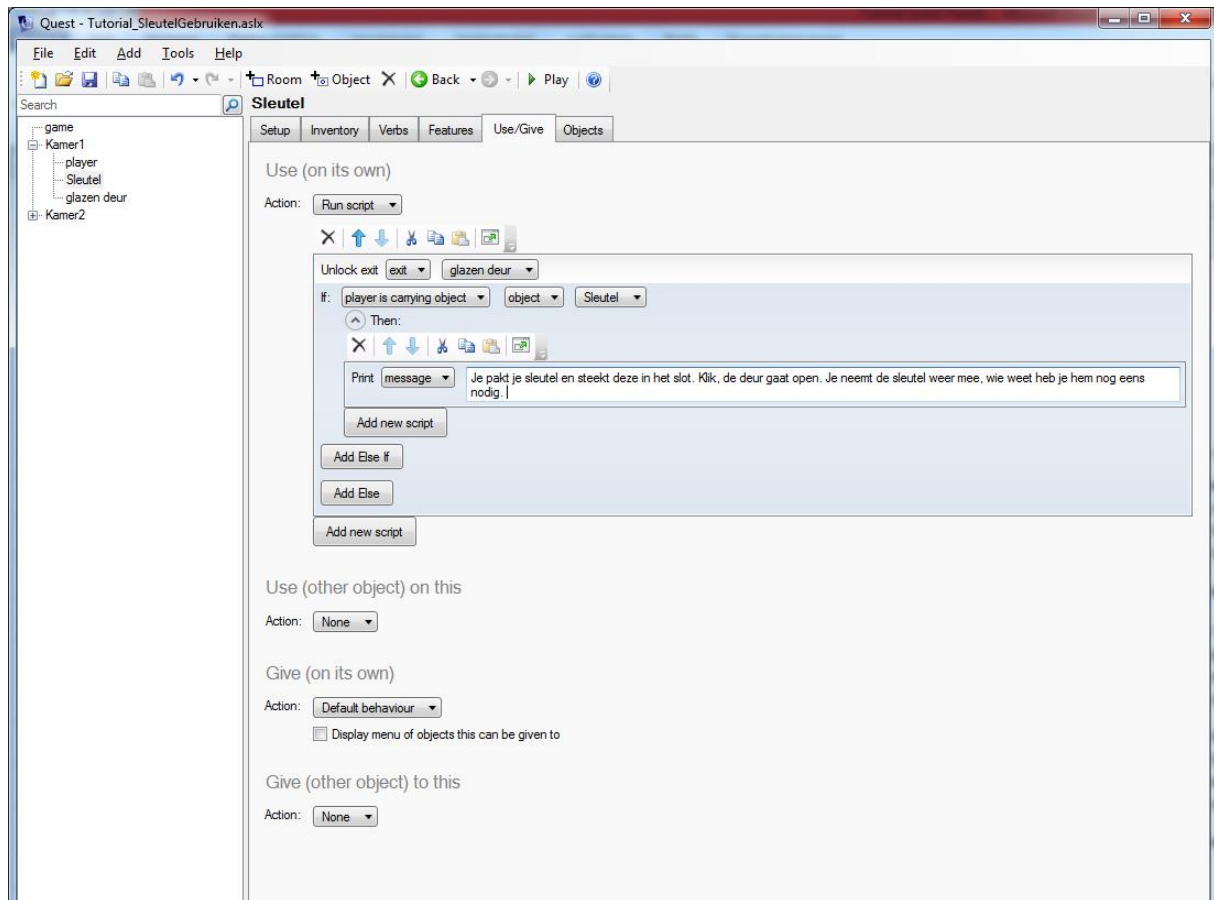 Quest - Tutorial_SleutelGebruiken.aslx
File Edit Add Tools Help
Room Object Back Play
Search
Sleutel
game
Kamer1
player
Sleutel
glazen deur
Kamer2
Setup Inventory Verbs Features Use/Give Objects
Use (on its own)
Action: Run script
Unlock exit exit glazen deur
If: player is carrying object object Sleutel
Then:
Print message Je pakt je sleutel en steekt deze in het slot. Klik, de deur gaat open. Je neemt de sleutel weer mee, wie weet heb je hem nog eens
nodig.
Add new script
Add Else If
Add Else
Add new script
Use (other object) on this
Action: None
Give (on its own)
Action: Default behaviour
Display menu of objects this can be given to
Give (other object) to this
Action: None